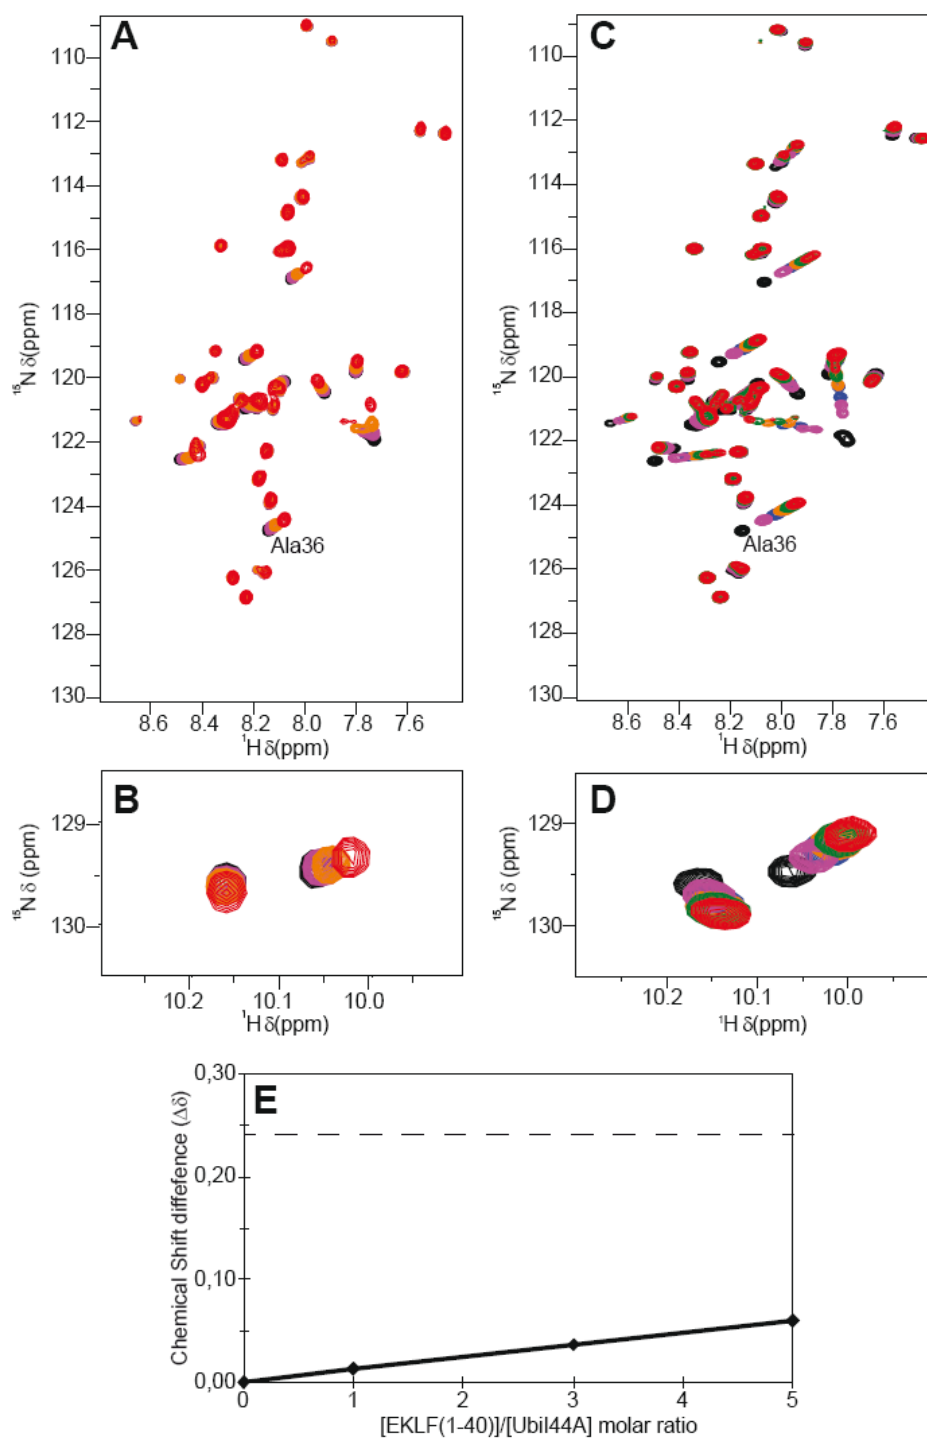 A
110
112
114
116
118
120
122
124
126
128
130
15N δ(ppm)
Ala36
8.6 8.4 8.2 8.0 7.8 7.6
1H δ(ppm)
C
110
112
114
116
118
120
122
124
126
128
130
15N δ(ppm)
Ala36
8.6 8.4 8.2 8.0 7.8 7.6
1H δ(ppm)
B
129
130
15N δ (ppm)
10.2 10.1 10.0
1H δ(ppm)
D
129
130
15N δ (ppm)
10.2 10.1 10.0
1H δ(ppm)
E
0,30
0,20
0,10
0,00
Chemical Shift diffefence (Δδ)
0 1 2 3 4 5
[EKLF(1-40)]/[UbiI44A] molar ratio